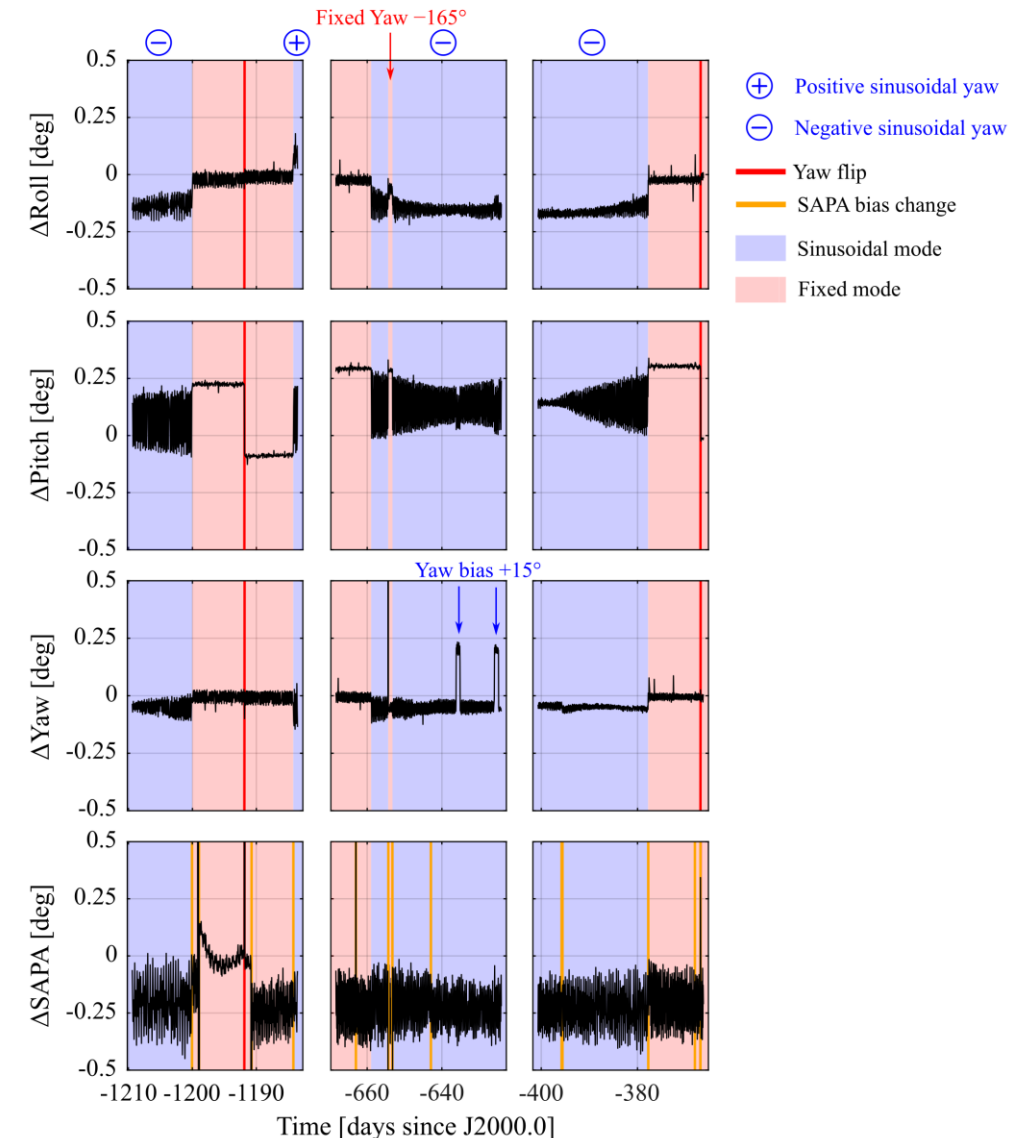 Fixed Yaw −165°
− + − −
+ Positive sinusoidal yaw
− Negative sinusoidal yaw
Yaw flip
SAPA bias change
Sinusoidal mode
Fixed mode
ΔRoll [deg]
0.5
0.25
0
-0.25
-0.5
ΔPitch [deg]
0.5
0.25
0
-0.25
-0.5
Yaw bias +15°
ΔYaw [deg]
0.5
0.25
0
-0.25
-0.5
ΔSAPA [deg]
0.5
0.25
0
-0.25
-0.5
-1210 -1200 -1190 -660 -640 -400 -380
Time [days since J2000.0]